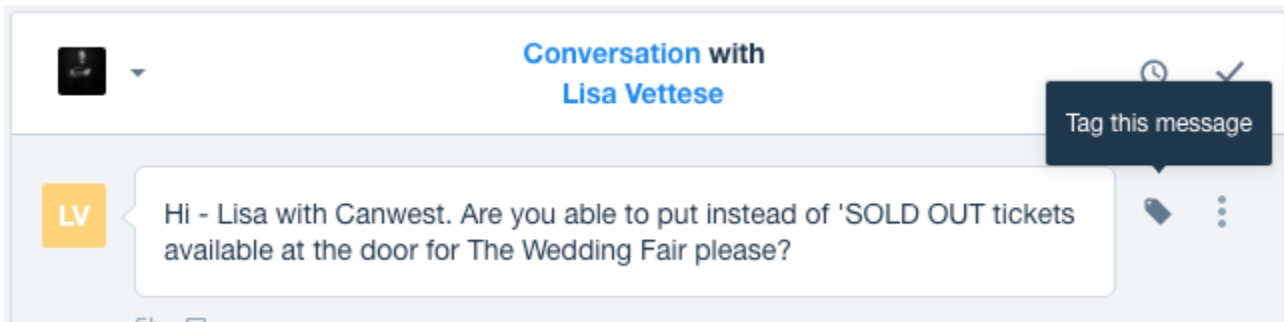 Conversation with
Lisa Vettese
Tag this message
LV
Hi - Lisa with Canwest. Are you able to put instead of 'SOLD OUT tickets
available at the door for The Wedding Fair please?